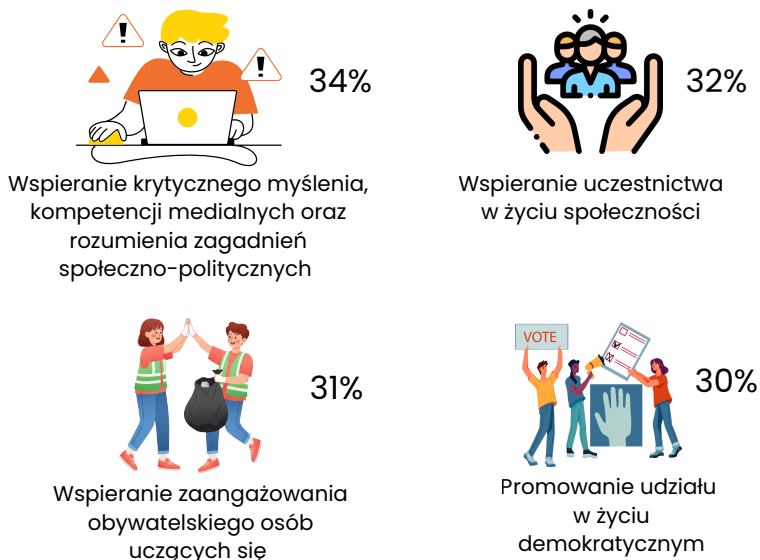 34%
Wspieranie krytycznego myślenia,
kompetencji medialnych oraz
rozumienia zagadnień
społeczno-politycznych
32%
Wspieranie uczestnictwa
w życiu społeczności
31%
Wspieranie zaangażowania
obywatelskiego osób
uczących się
VOTE
30%
Promowanie udziału
w życiu
demokratycznym